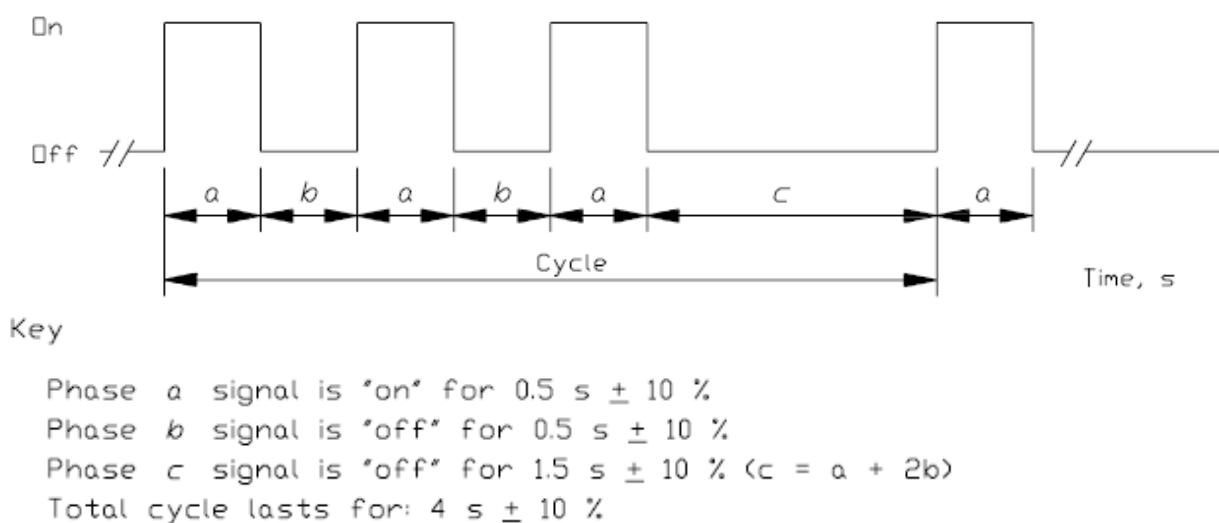 On
Off
a b a b a c a
Cycle
Time, s
Key
Phase a signal is "on" for 0.5 s ± 10 %
Phase b signal is "off" for 0.5 s ± 10 %
Phase c signal is "off" for 1.5 s ± 10 % (c = a + 2b)
Total cycle lasts for: 4 s ± 10 %